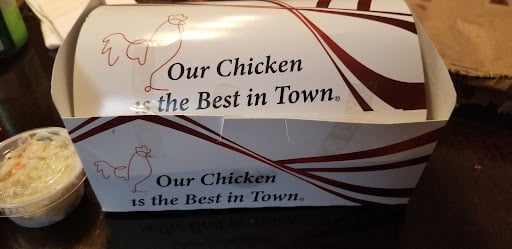 Our Chicken
is the Best in Town®
Our Chicken
is the Best in Town®